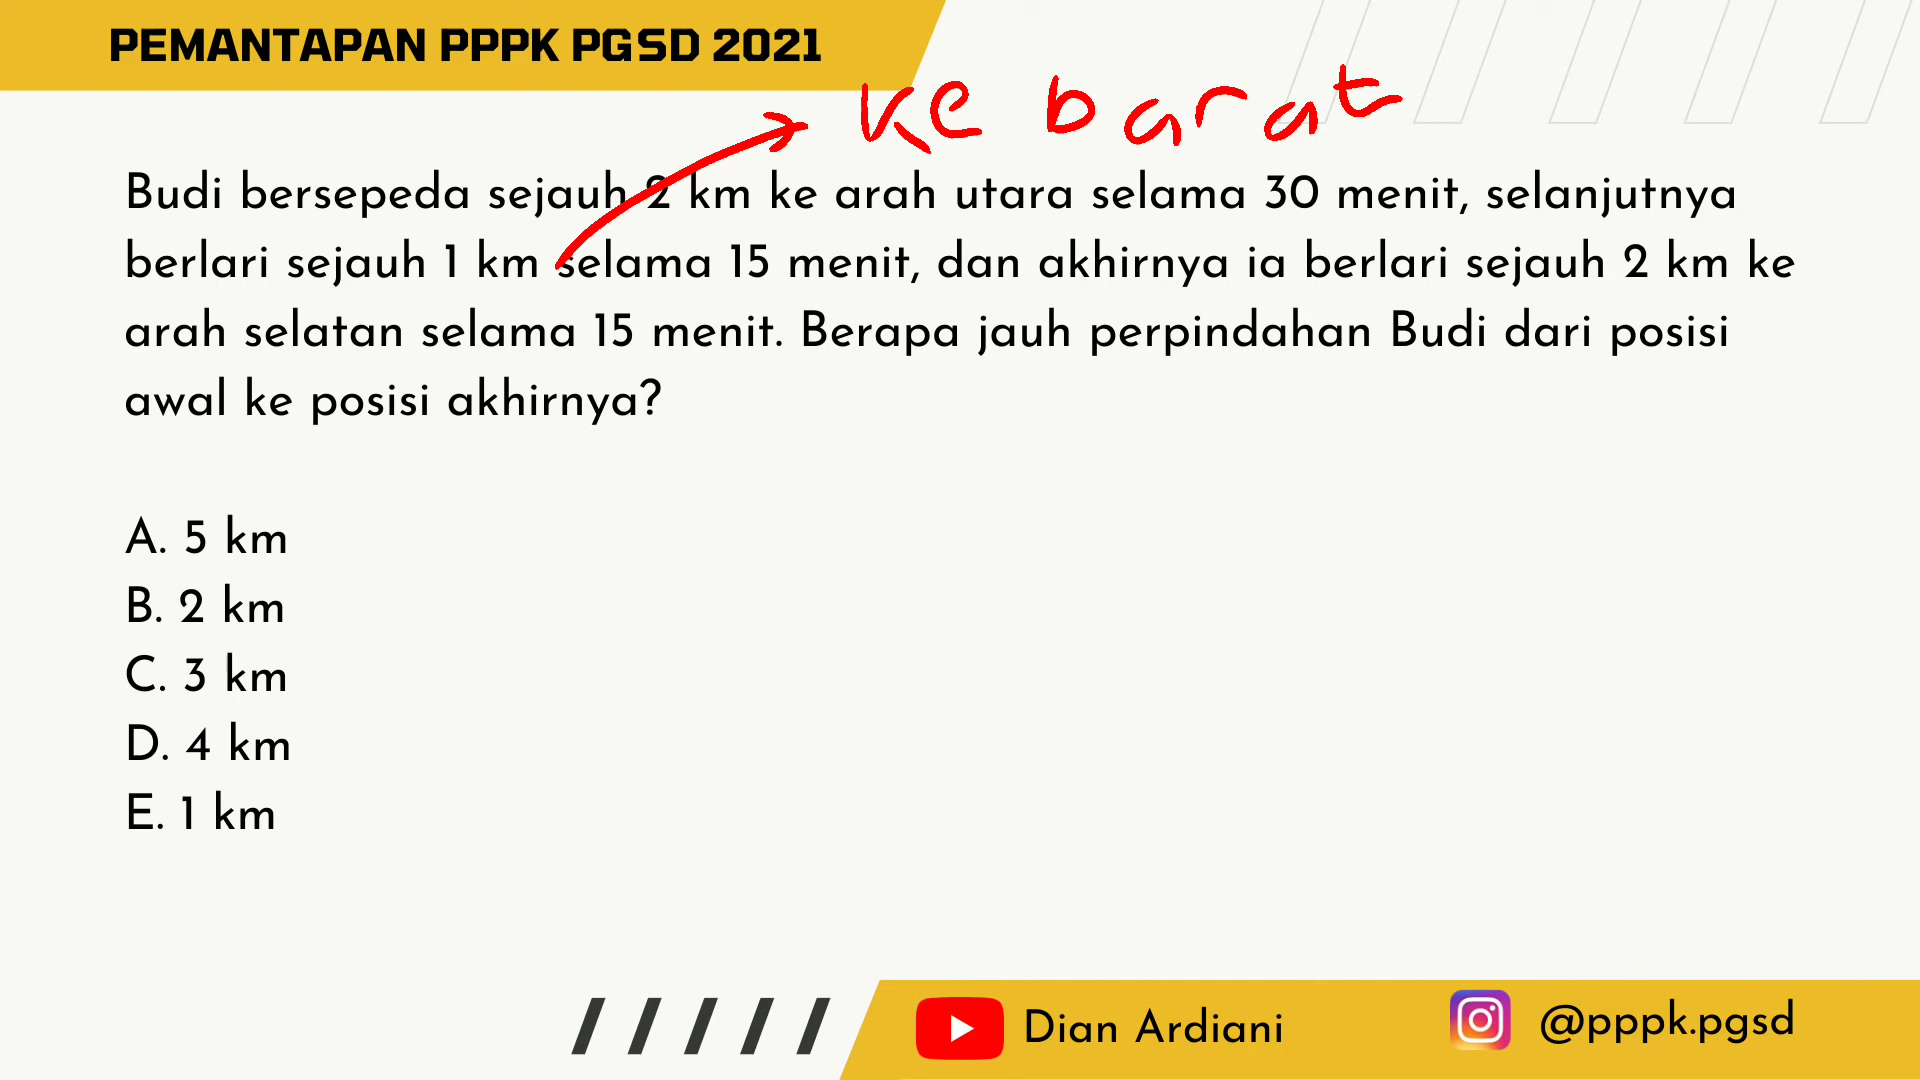 PEMANTAPAN PPPK PGSD 2021
ke barat
Budi bersepeda sejauh 2 km ke arah utara selama 30 menit, selanjutnya
berlari sejauh 1 km selama 15 menit, dan akhirnya ia berlari sejauh 2 km ke
arah selatan selama 15 menit. Berapa jauh perpindahan Budi dari posisi
awal ke posisi akhirnya?
A. 5 km
B. 2 km
C. 3 km
D. 4 km
E. 1 km
Dian Ardiani
@pppk.pgsd